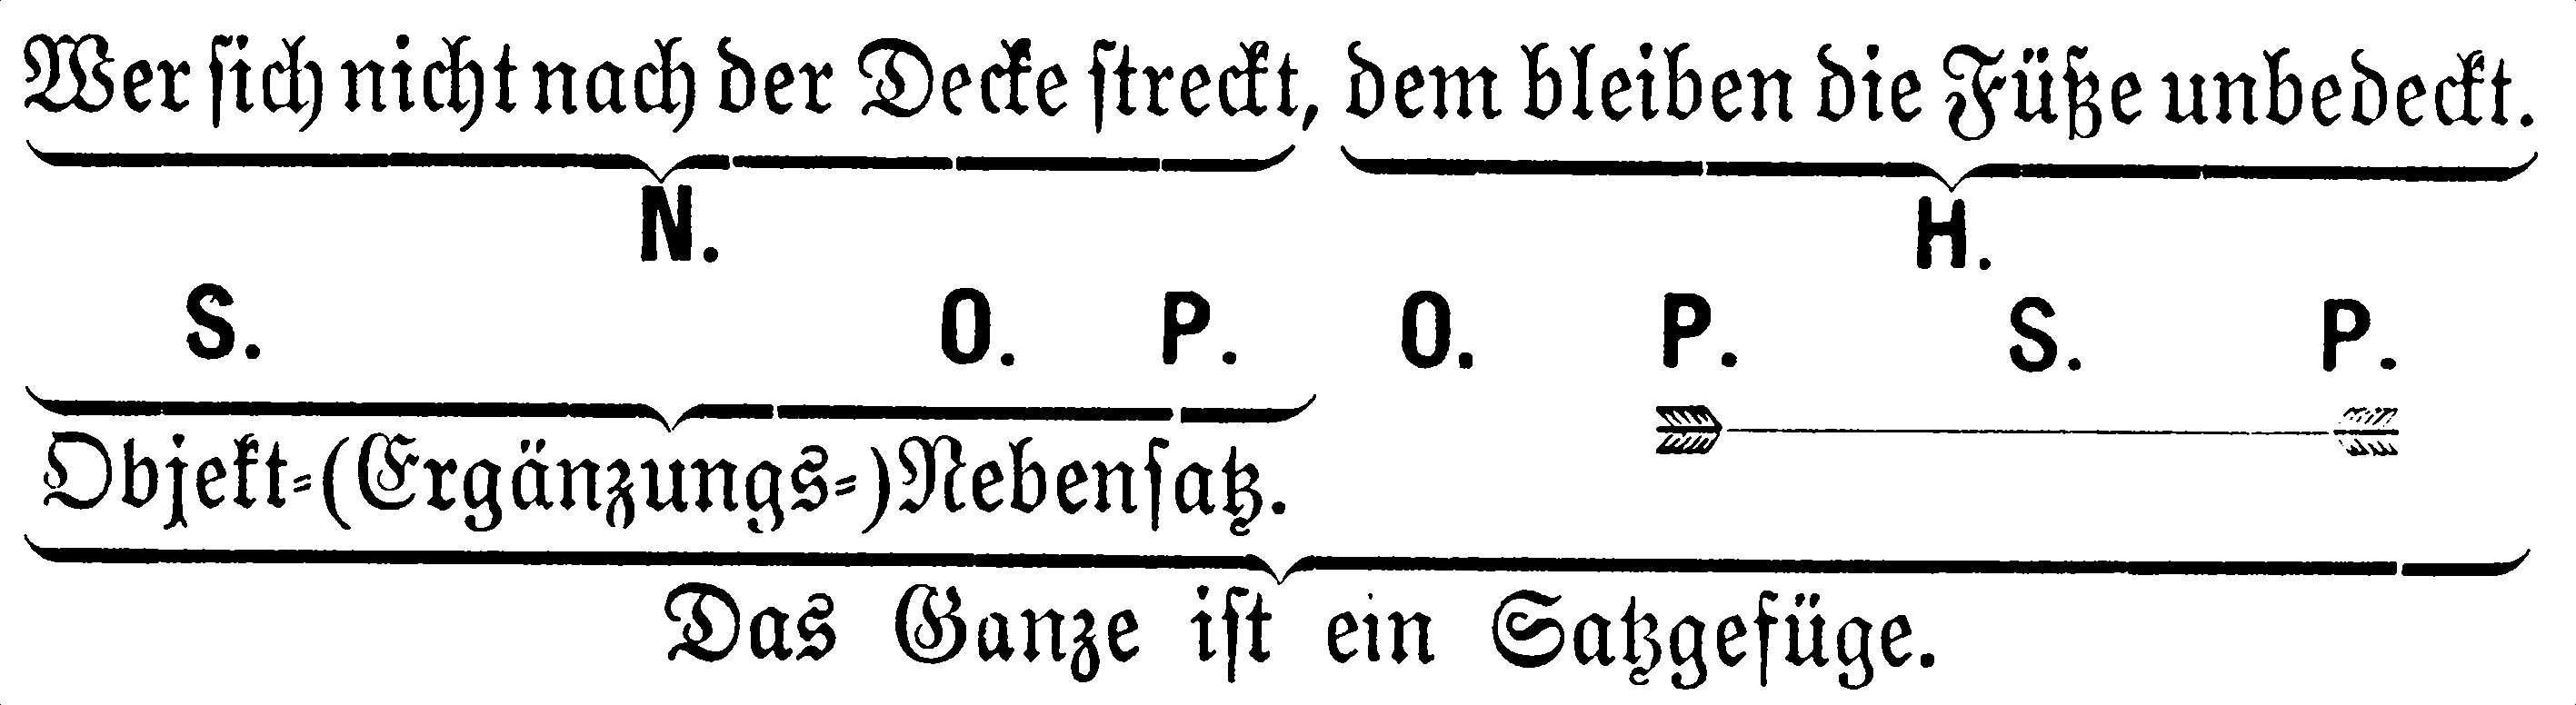 Wer ſich nicht nach der Decke ſtreckt, dem bleiben die Füße unbedeckt.
N. H.
S. O. P. O. P. S. P.
Objekt⸗(Ergänzungs⸗)Nebenſatz.
Das Ganze iſt ein Satzgefüge.